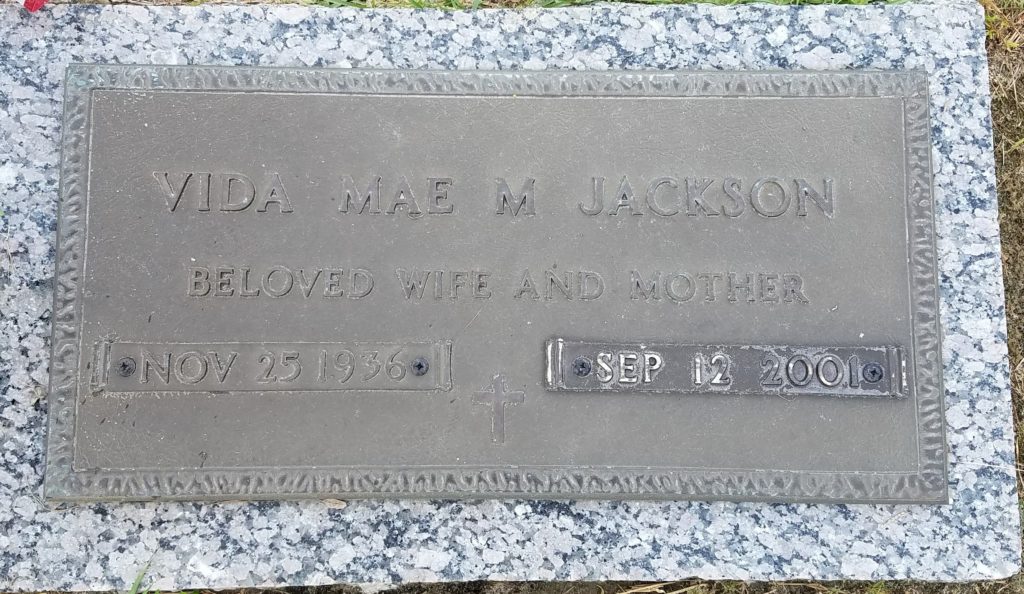 VIDA MAE M JACKSON
BELOVED WIFE AND MOTHER
NOV 25 1936 SEP 12 2001